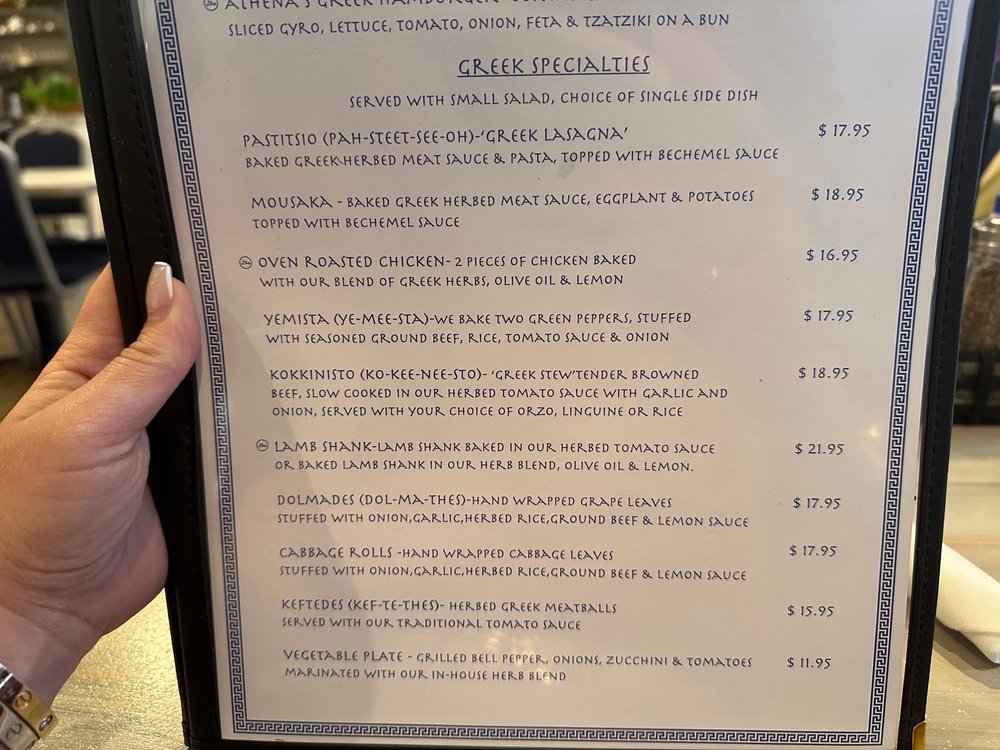 ATHENA'S GREEK HAMBURGER
SLICED GYRO, LETTUCE, TOMATO, ONION, FETA & TZATZIKI ON A BUN
GREEK SPECIALTIES
SERVED WITH SMALL SALAD, CHOICE OF SINGLE SIDE DISH
PASTITSIO (PAH-STEET-SEE-OH)-'GREEK LASAGNA' $ 17.95
BAKED GREEK-HERBED MEAT SAUCE & PASTA, TOPPED WITH BECHEMEL SAUCE
MOUSAKA - BAKED GREEK HERBED MEAT SAUCE, EGGPLANT & POTATOES $ 18.95
TOPPED WITH BECHEMEL SAUCE
OVEN ROASTED CHICKEN- 2 PIECES OF CHICKEN BAKED $ 16.95
WITH OUR BLEND OF GREEK HERBS, OLIVE OIL & LEMON
YEMISTA (YE-MEE-STA)-WE BAKE TWO GREEN PEPPERS, STUFFED $ 17.95
WITH SEASONED GROUND BEEF, RICE, TOMATO SAUCE & ONION
KOKKINISTO (KO-KEE-NEE-STO)- 'GREEK STEW'TENDER BROWNED $ 18.95
BEEF, SLOW COOKED IN OUR HERBED TOMATO SAUCE WITH GARLIC AND
ONION, SERVED WITH YOUR CHOICE OF ORZO, LINGUINE OR RICE
LAMB SHANK-LAMB SHANK BAKED IN OUR HERBED TOMATO SAUCE $ 21.95
OR BAKED LAMB SHANK IN OUR HERB BLEND, OLIVE OIL & LEMON.
DOLMADES (DOL-MA-THES)-HAND WRAPPED GRAPE LEAVES $ 17.95
STUFFED WITH ONION,GARLIC,HERBED RICE,GROUND BEEF & LEMON SAUCE
CABBAGE ROLLS -HAND WRAPPED CABBAGE LEAVES $ 17.95
STUFFED WITH ONION,GARLIC,HERBED RICE,GROUND BEEF & LEMON SAUCE
KEFTEDES (KEF-TE-THES)- HERBED GREEK MEATBALLS $ 15.95
SERVED WITH OUR TRADITIONAL TOMATO SAUCE
VEGETABLE PLATE - GRILLED BELL PEPPER, ONIONS, ZUCCHINI & TOMATOES $ 11.95
MARINATED WITH OUR IN-HOUSE HERB BLEND